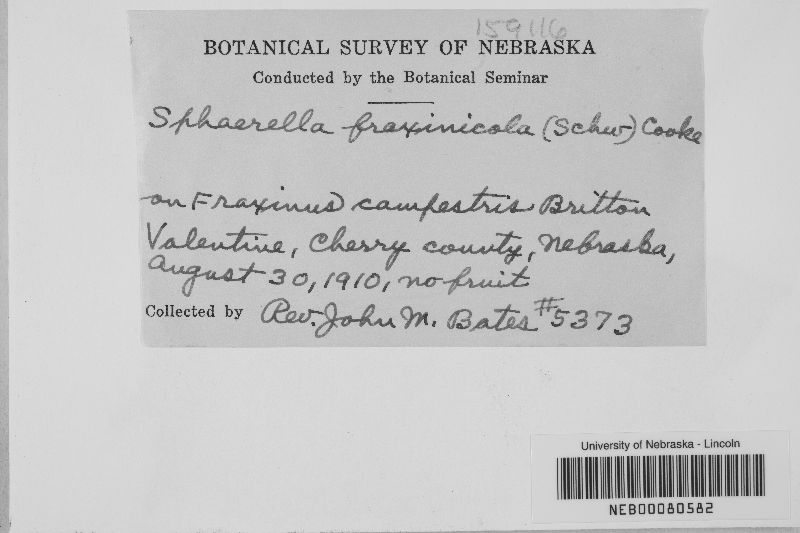 159116
BOTANICAL SURVEY OF NEBRASKA
Conducted by the Botanical Seminar
Sphaerella fraxinicola (Schw) Cooke
on Fraxinus campestris Britton
Valentine, Cherry county, Nebraska,
August 30, 1910, no fruit
Collected by Rev. John M. Bates #5373
University of Nebraska - Lincoln
NEB00080582